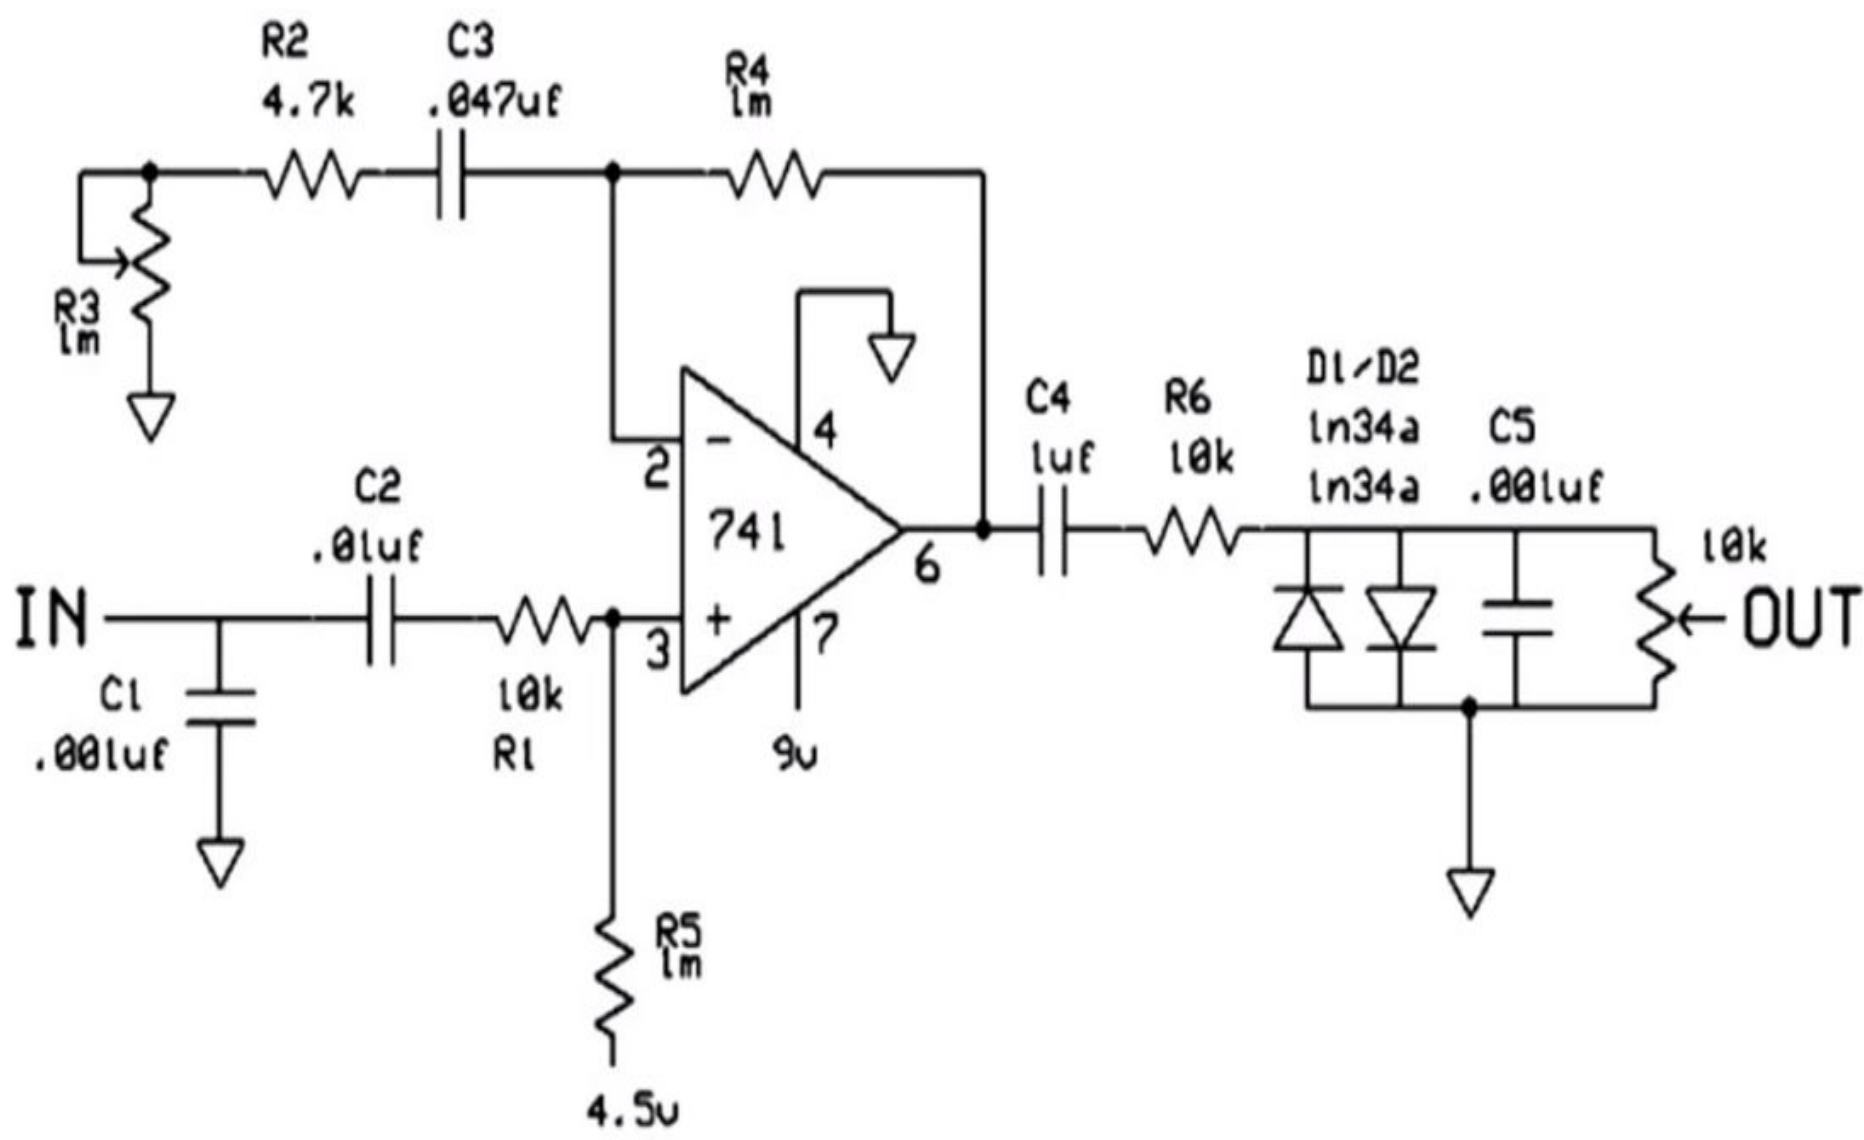 R2
4.7k
C3
.047uf
R4
1m
R3
1m
4
-
2
741
6
C2
.01uf
IN
C1
.001uf
10k
R1
+
3
7
9v
C4
1uf
R6
10k
D1/D2
1n34a
1n34a
C5
.001uf
10k
OUT
R5
1m
4.5v